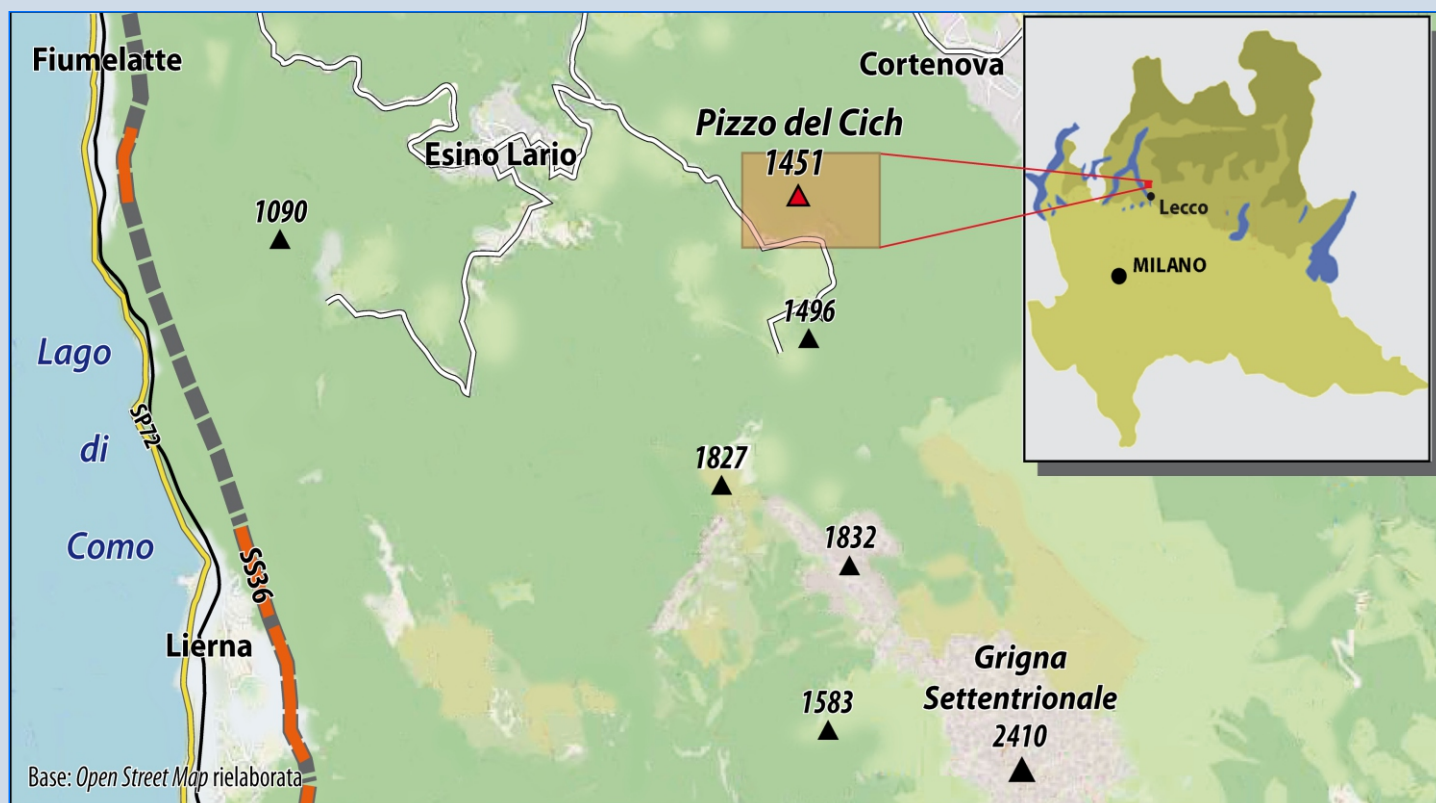 Fiumelatte
Cortenova
Pizzo del Cich
1451
Esino Lario
1090
Lecco
MILANO
1496
Lago
di
Como
SP72
1827
1832
SS36
Lierna
Grigna
Settentrionale
2410
1583
Base: Open Street Map rielaborata